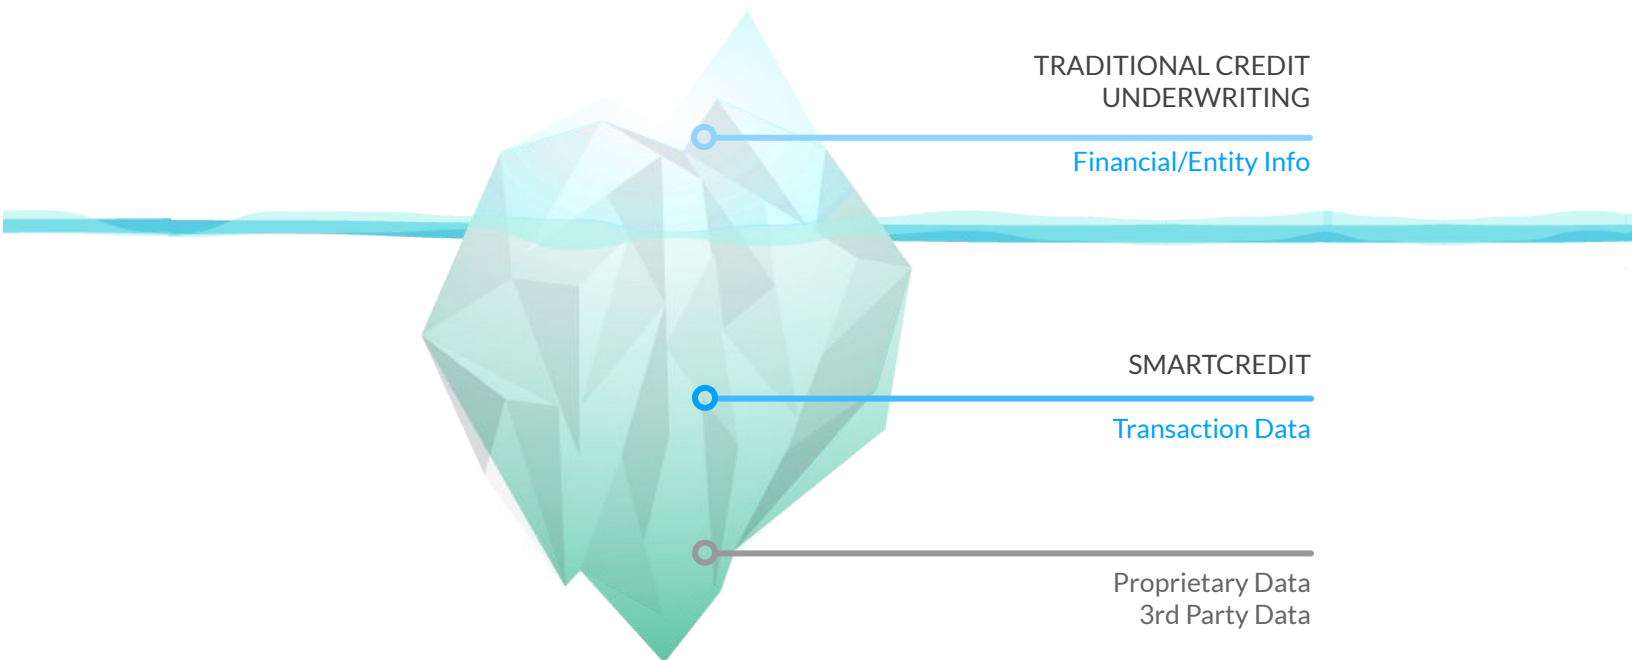 TRADITIONAL CREDIT
UNDERWRITING
Financial/Entity Info
SMARTCREDIT
Transaction Data
Proprietary Data
3rd Party Data